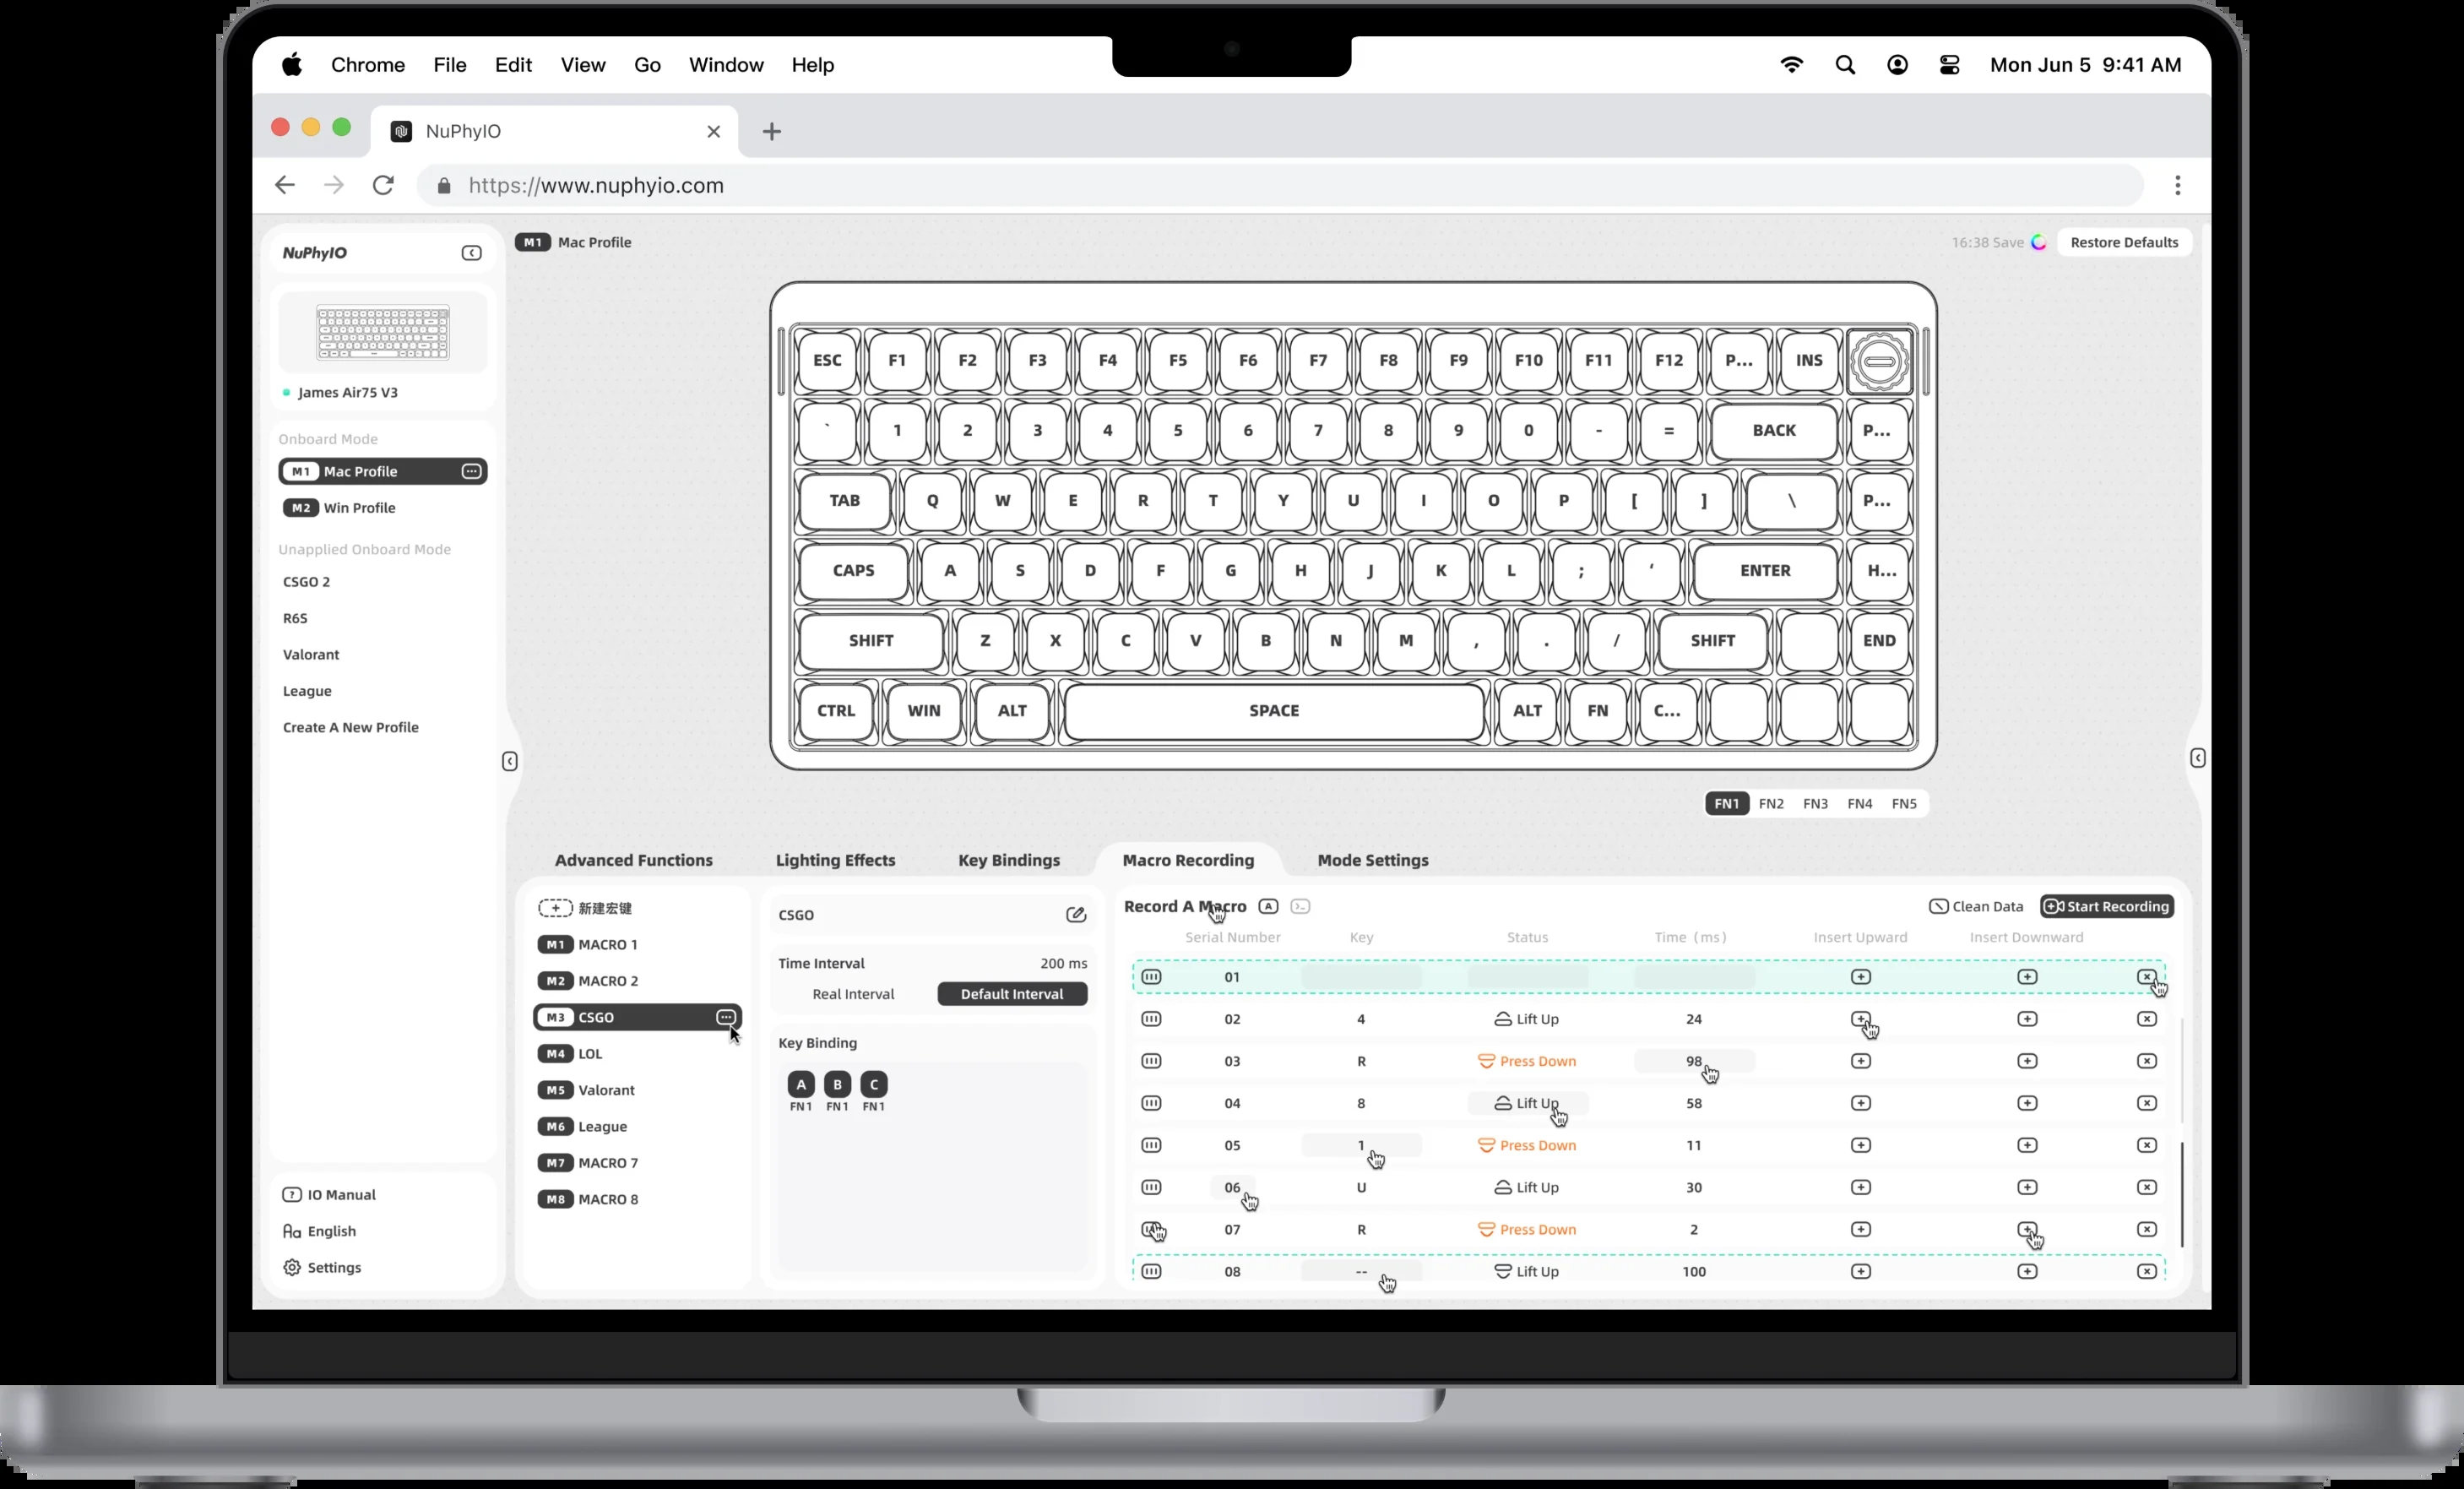 Chrome File Edit View Go Window Help Mon Jun 5 9:41 AM
NuPhyIO
https://www.nuphyio.com
NuPhyIO
James Air75 V3
Onboard Mode
M1 Mac Profile
M2 Win Profile
Unapplied Onboard Mode
CSGO 2
R6S
Valorant
League
Create A New Profile
? IO Manual
Aa English
Settings
M1 Mac Profile
16:38 Save
Restore Defaults
ESC F1 F2 F3 F4 F5 F6 F7 F8 F9 F10 F11 F12 P... INS
` 1 2 3 4 5 6 7 8 9 0 - = BACK P...
TAB Q W E R T Y U I O P [ ] \ P...
CAPS A S D F G H J K L ; ‘ ENTER H...
SHIFT Z X C V B N M , . / SHIFT END
CTRL WIN ALT SPACE ALT FN C...
FN1 FN2 FN3 FN4 FN5
Advanced Functions Lighting Effects Key Bindings Macro Recording Mode Settings
新建宏键
M1 MACRO 1
M2 MACRO 2
M3 CSGO
M4 LOL
M5 Valorant
M6 League
M7 MACRO 7
M8 MACRO 8
CSGO
Time Interval 200 ms
Real Interval Default Interval
Key Binding
A B C
FN1 FN1 FN1
Record A Macro A
Clean Data Start Recording
Serial Number Key Status Time (ms) Insert Upward Insert Downward
01
02 4 Lift Up 24
03 R Press Down 98
04 8 Lift Up 58
05 1 Press Down 11
06 U Lift Up 30
07 R Press Down 2
08 -- Lift Up 100